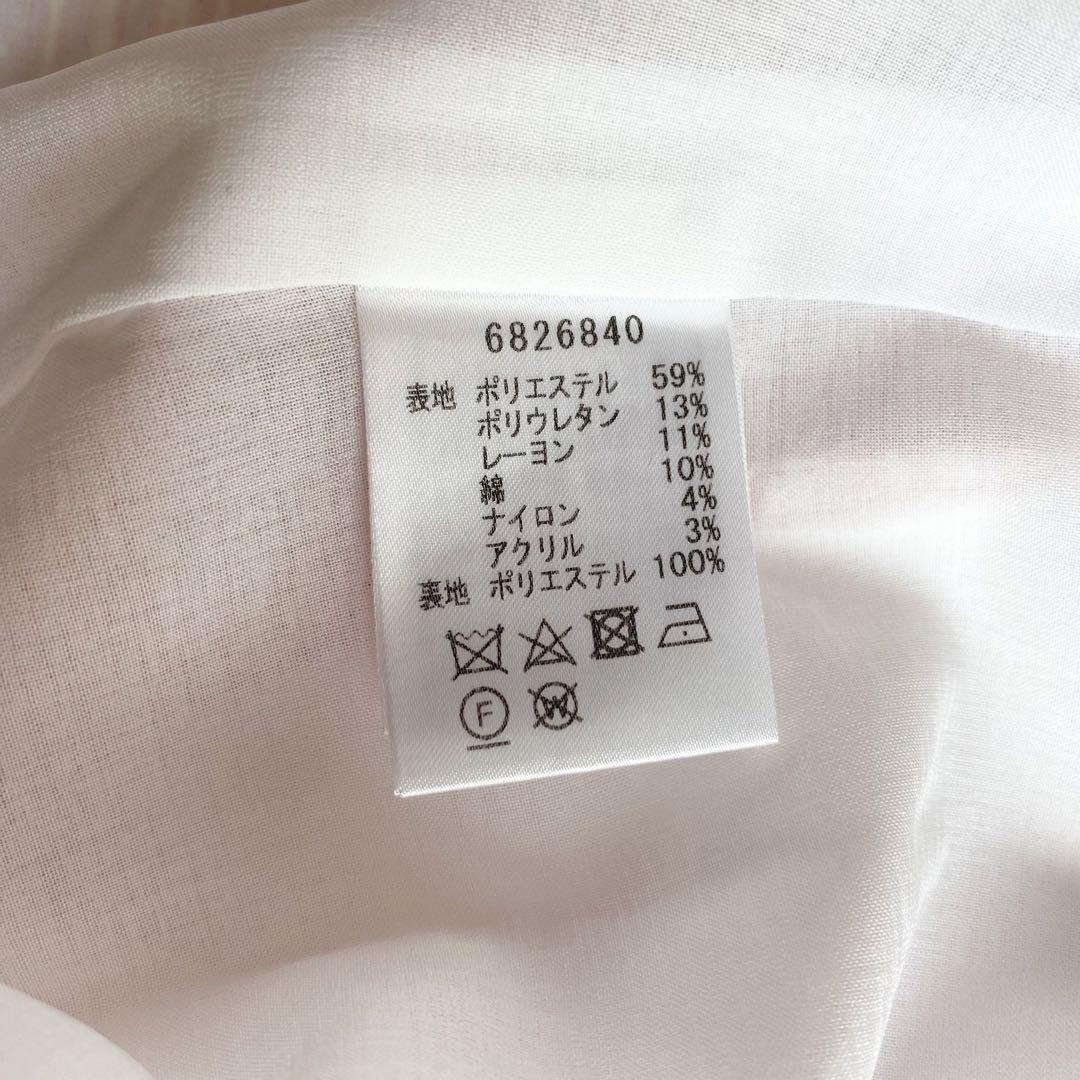 6826840
表地 ポリエステル 59%
ポリウレタン 13%
レーヨン 11%
綿 10%
ナイロン 4%
アクリル 3%
表地 ポリエステル 100%
F W